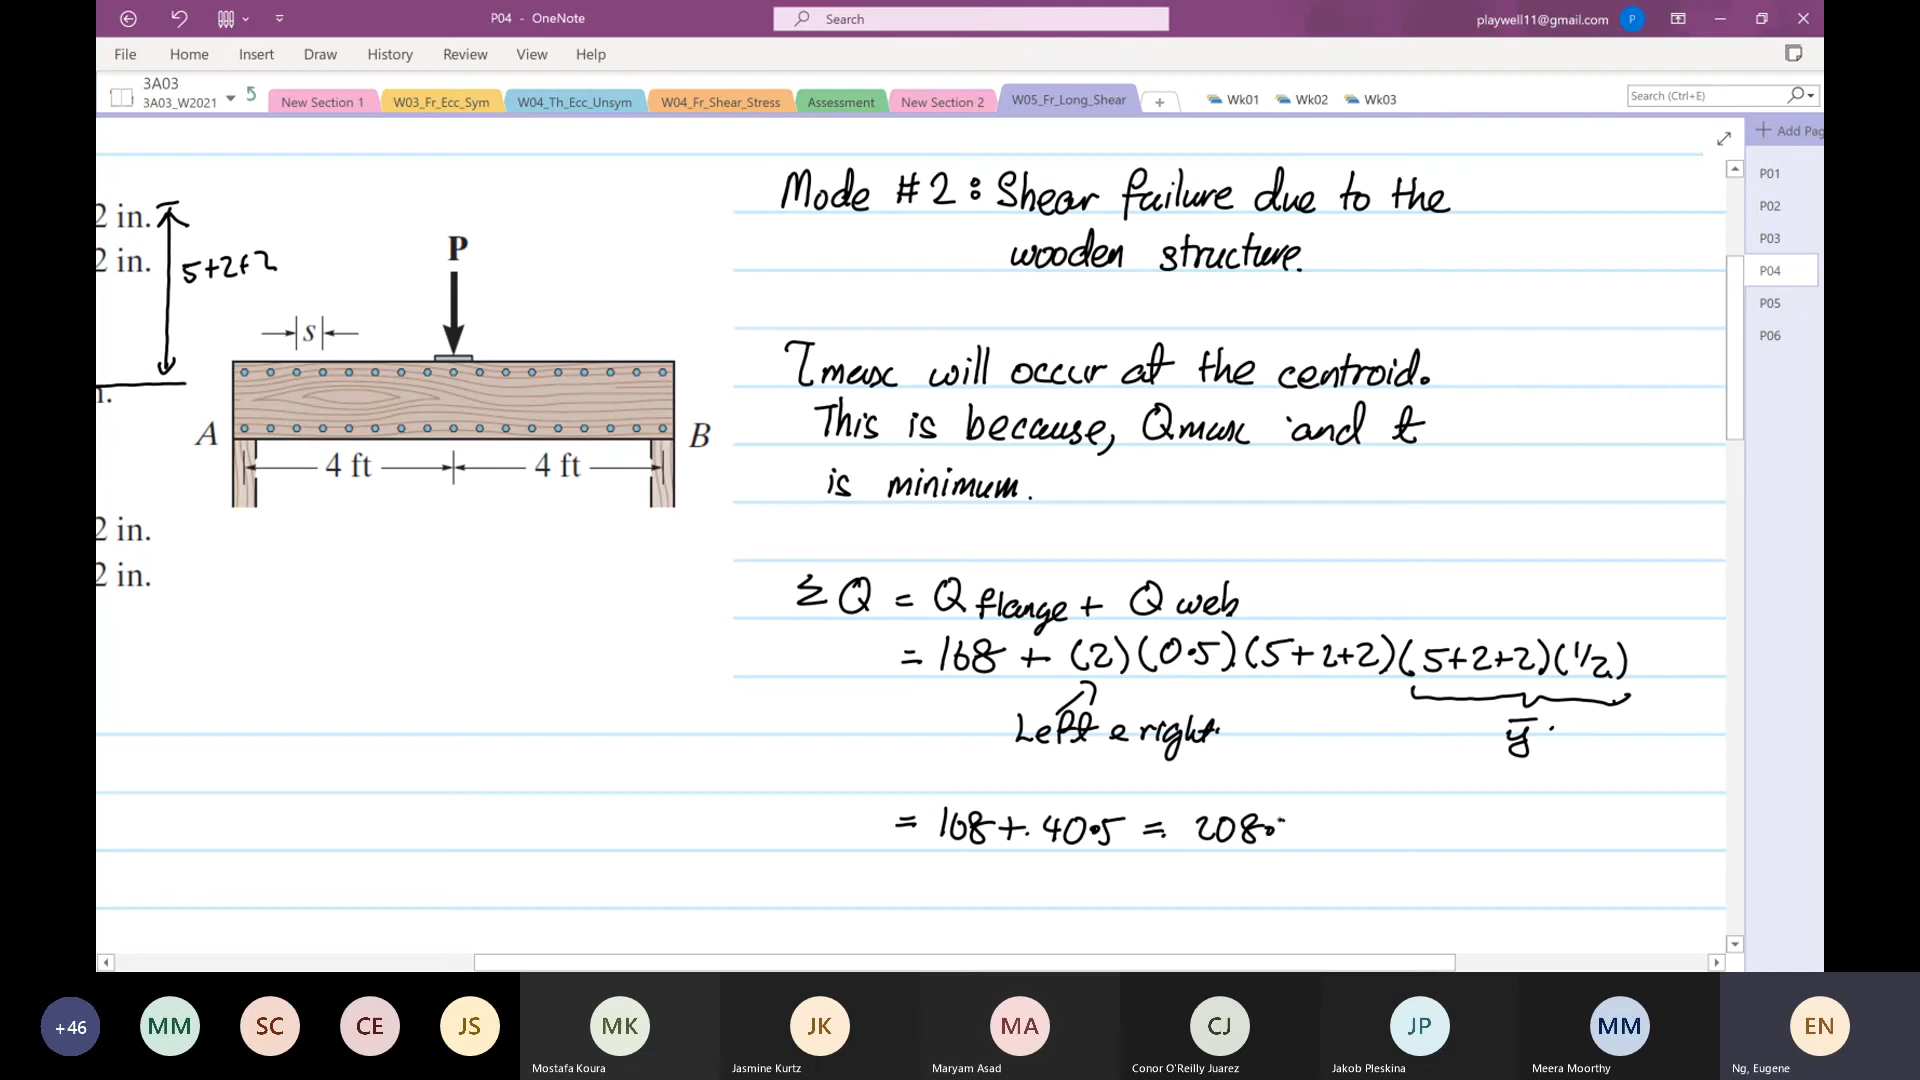 P04 - OneNote
Search
playwell11@gmail.com
P
File Home Insert Draw History Review View Help
3A03
3A03_W2021
New Section 1
W03_Fr_Ecc_Sym
W04_Th_Ecc_Unsym
W04_Fr_Shear_Stress
Assessment
New Section 2
W05_Fr_Long_Shear
+
Wk01
Wk02
Wk03
Search (Ctrl+E)
Add Pag
P01
P02
P03
P04
P05
P06
2 in.
2 in.
5+2+2
P
s
n.
A
B
4 ft
4 ft
2 in.
2 in.
Mode #2: Shear failure due to the
wooden structure.
τmax will occur at the centroid.
This is because, Qmax and t
is minimum.
ΣQ = Q flange + Q web
= 168 + (2)(0.5)(5+2+2)(5+2+2)(1/2)
Left & right.
ȳ
= 168 + 40.5 = 208.
+46
MM
SC
CE
JS
MK
Mostafa Koura
JK
Jasmine Kurtz
MA
Maryam Asad
CJ
Conor O'Reilly Juarez
JP
Jakob Pleskina
MM
Meera Moorthy
EN
Ng, Eugene